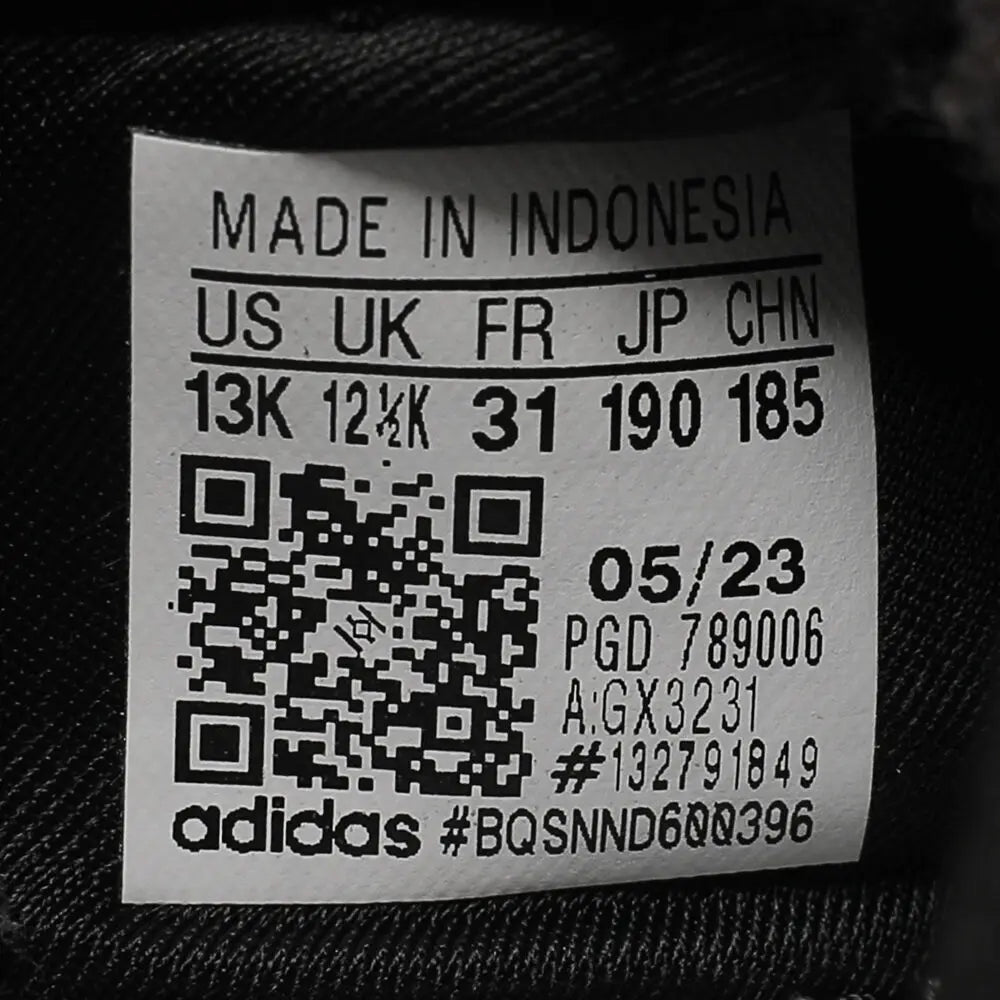 MADE IN INDONESIA
US UK FR JP CHN
13K 12½K 31 190 185
05/23
PGD 789006
A:GX3231
#132791849
adidas #BQSNND600396